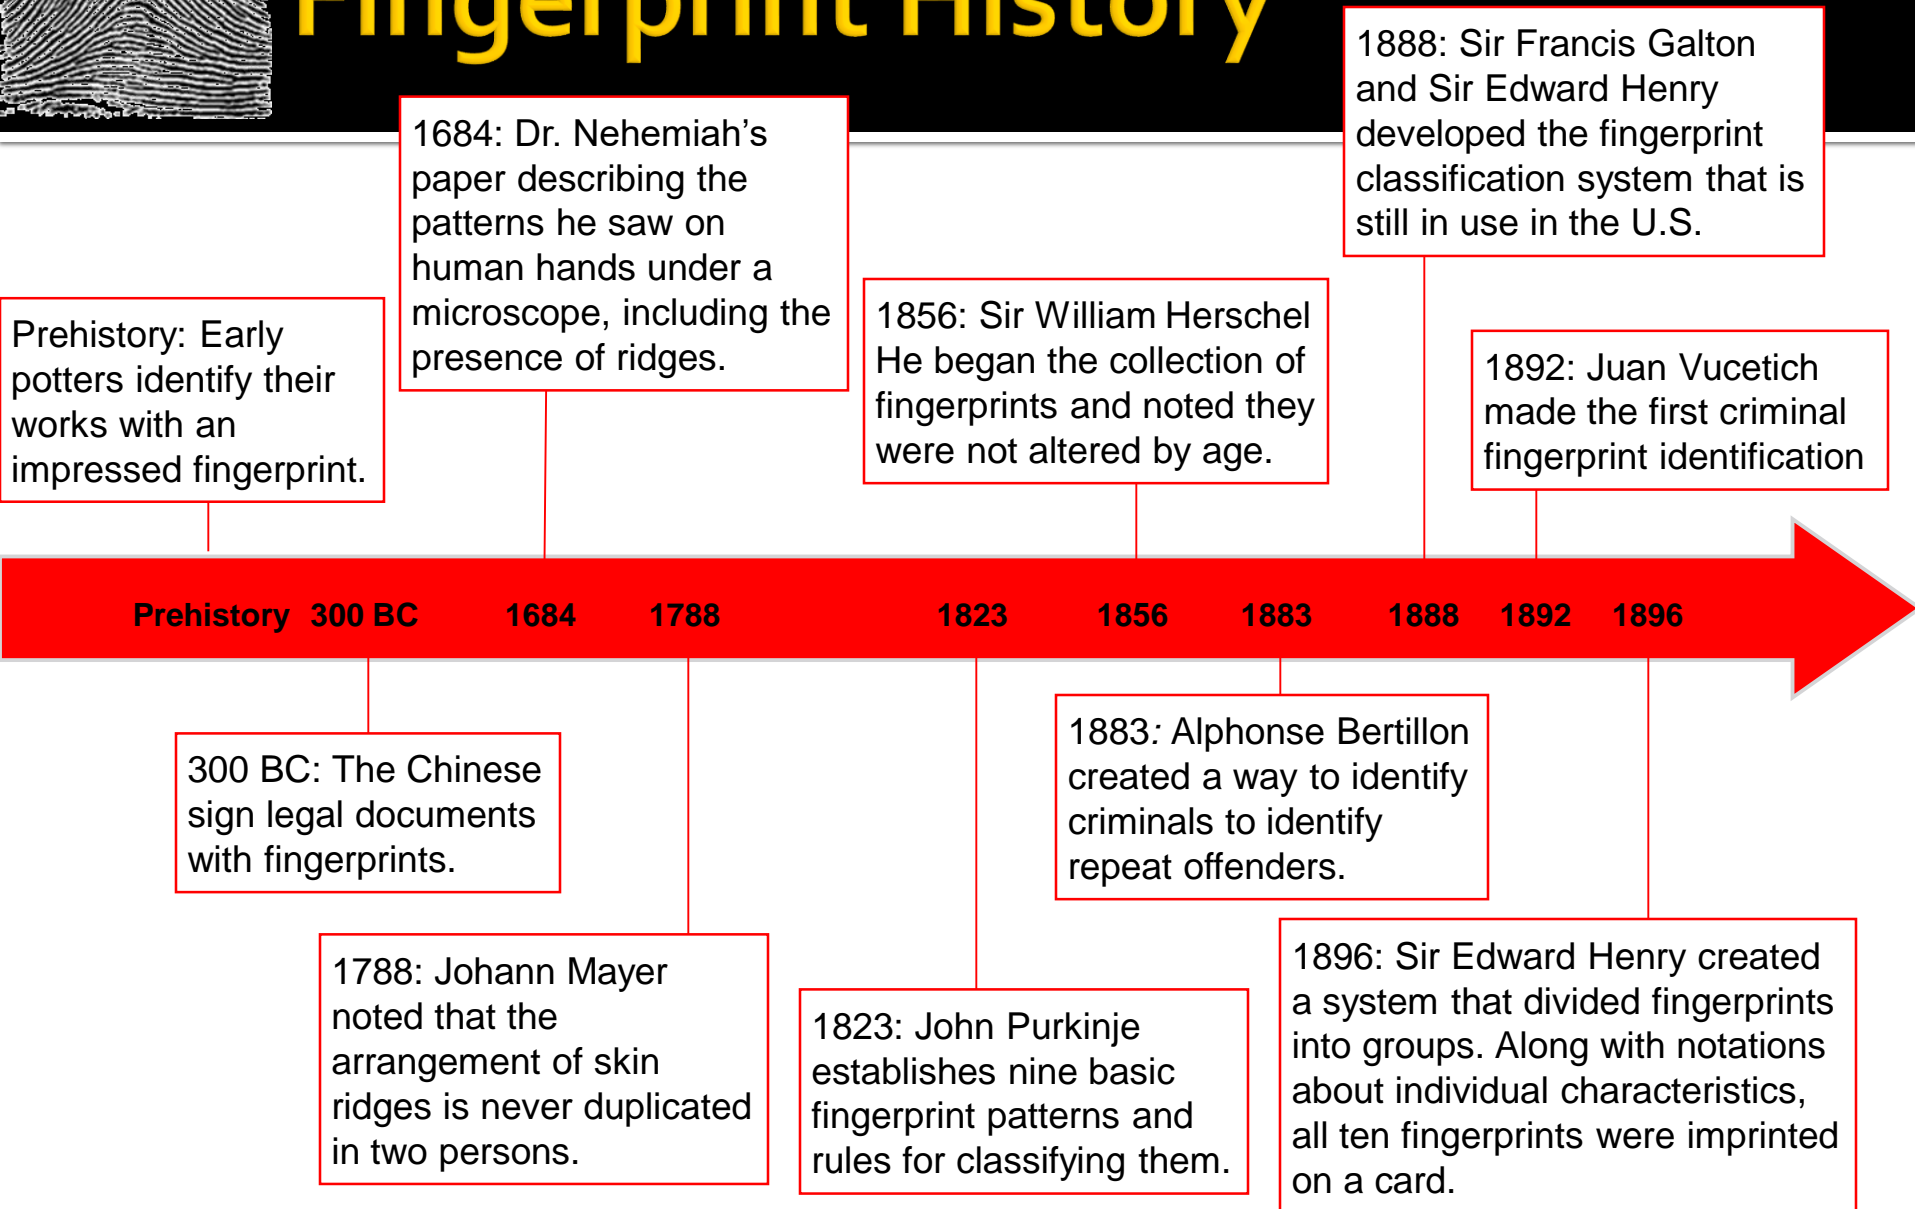 Fingerprint History
1888: Sir Francis Galton
and Sir Edward Henry
developed the fingerprint
classification system that is
still in use in the U.S.
1684: Dr. Nehemiah’s
paper describing the
patterns he saw on
human hands under a
microscope, including the
presence of ridges.
1856: Sir William Herschel
He began the collection of
fingerprints and noted they
were not altered by age.
Prehistory: Early
potters identify their
works with an
impressed fingerprint.
1892: Juan Vucetich
made the first criminal
fingerprint identification
Prehistory 300 BC 1684 1788 1823 1856 1883 1888 1892 1896
300 BC: The Chinese
sign legal documents
with fingerprints.
1883: Alphonse Bertillon
created a way to identify
criminals to identify
repeat offenders.
1788: Johann Mayer
noted that the
arrangement of skin
ridges is never duplicated
in two persons.
1823: John Purkinje
establishes nine basic
fingerprint patterns and
rules for classifying them.
1896: Sir Edward Henry created
a system that divided fingerprints
into groups. Along with notations
about individual characteristics,
all ten fingerprints were imprinted
on a card.